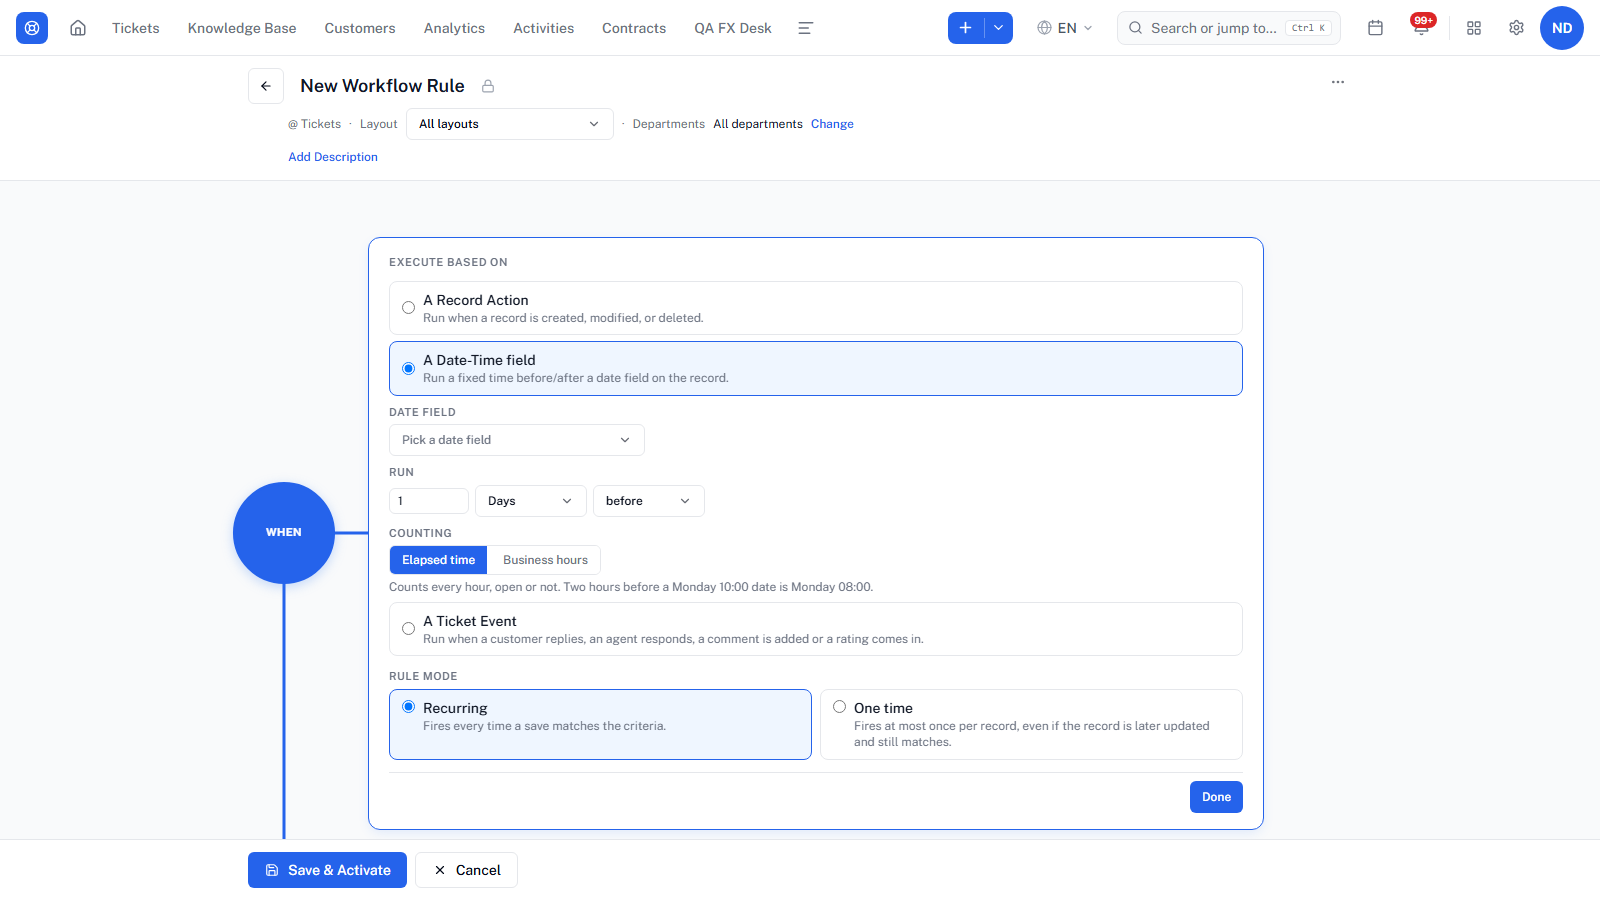 Tickets Knowledge Base Customers Analytics Activities Contracts QA FX Desk EN Search or jump to... Ctrl K 99+ ND
New Workflow Rule
@ Tickets · Layout All layouts · Departments All departments Change
Add Description
EXECUTE BASED ON
A Record Action
Run when a record is created, modified, or deleted.
A Date-Time field
Run a fixed time before/after a date field on the record.
DATE FIELD
Pick a date field
RUN
1 Days before
WHEN
COUNTING
Elapsed time Business hours
Counts every hour, open or not. Two hours before a Monday 10:00 date is Monday 08:00.
A Ticket Event
Run when a customer replies, an agent responds, a comment is added or a rating comes in.
RULE MODE
Recurring
Fires every time a save matches the criteria.
One time
Fires at most once per record, even if the record is later updated
and still matches.
Done
Save & Activate Cancel